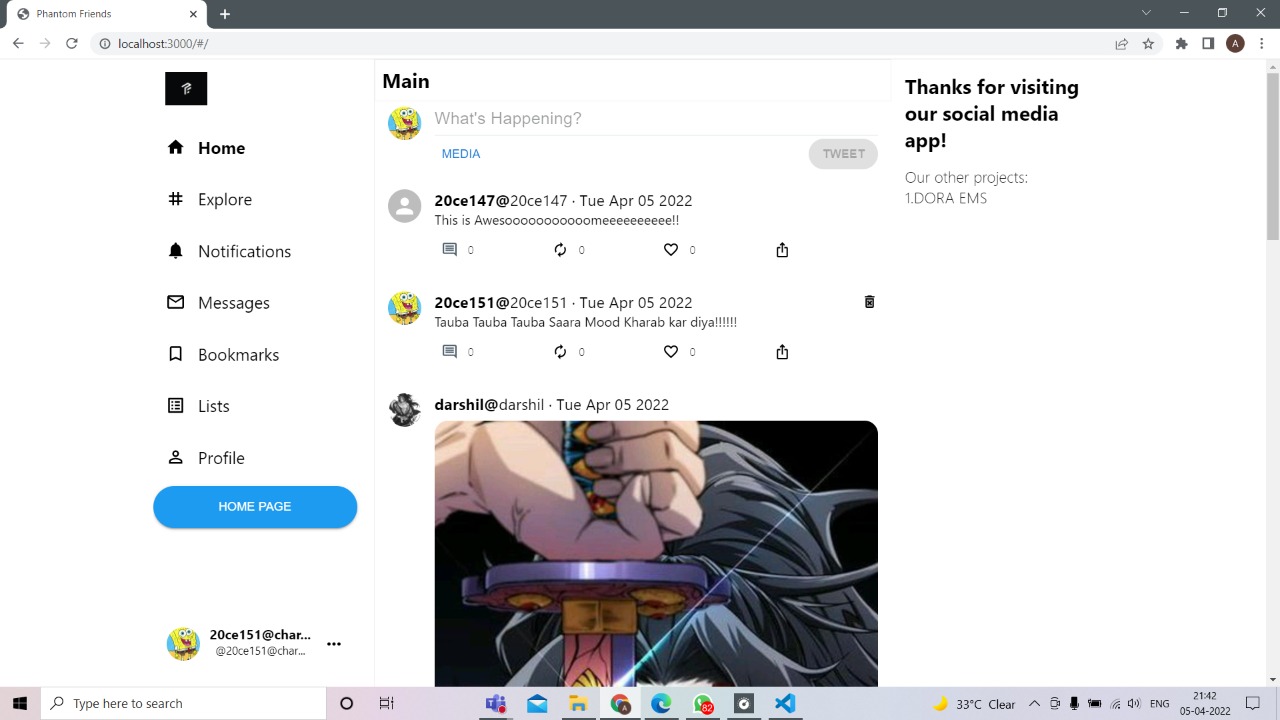 Phantom Friends
localhost:3000/#/
A
Home
Explore
Notifications
Messages
Bookmarks
Lists
Profile
HOME PAGE
20ce151@char...
@20ce151@char...
Main
What's Happening?
MEDIA
TWEET
20ce147@20ce147 · Tue Apr 05 2022
This is Awesooooooooooomeeeeeeeeee!!
0 0 0
20ce151@20ce151 · Tue Apr 05 2022
Tauba Tauba Tauba Saara Mood Kharab kar diya!!!!!!
0 0 0
darshil@darshil · Tue Apr 05 2022
Thanks for visiting
our social media
app!
Our other projects:
1.DORA EMS
Type here to search
A
82
33°C Clear
ENG
21:42
05-04-2022